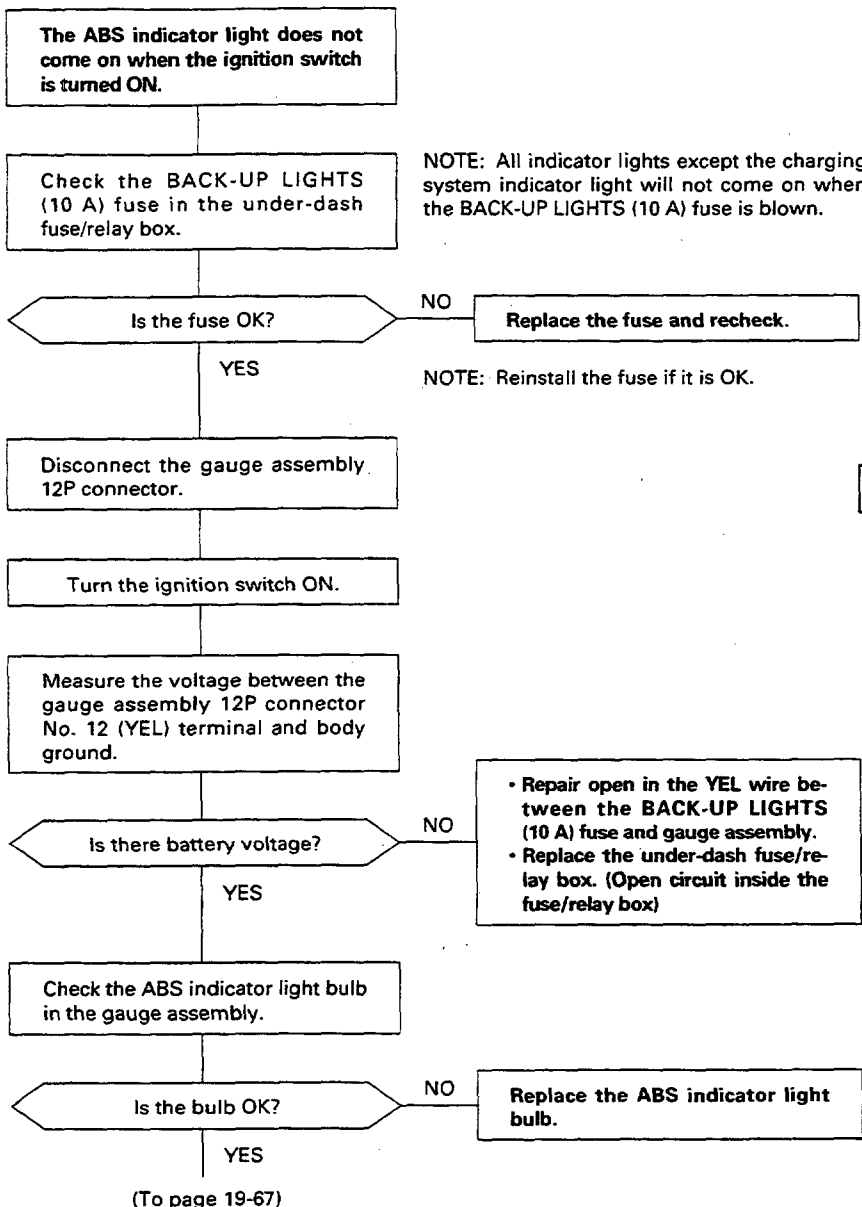 The ABS indicator light does not
come on when the ignition switch
is turned ON.
Check the BACK-UP LIGHTS
(10 A) fuse in the under-dash
fuse/relay box.
NOTE: All indicator lights except the charging
system indicator light will not come on when
the BACK-UP LIGHTS (10 A) fuse is blown.
Is the fuse OK?
NO
Replace the fuse and recheck.
YES
NOTE: Reinstall the fuse if it is OK.
Disconnect the gauge assembly
12P connector.
Turn the ignition switch ON.
Measure the voltage between the
gauge assembly 12P connector
No. 12 (YEL) terminal and body
ground.
Is there battery voltage?
NO
• Repair open in the YEL wire be-
tween the BACK-UP LIGHTS
(10 A) fuse and gauge assembly.
• Replace the under-dash fuse/re-
lay box. (Open circuit inside the
fuse/relay box)
YES
Check the ABS indicator light bulb
in the gauge assembly.
Is the bulb OK?
NO
Replace the ABS indicator light
bulb.
YES
(To page 19-67)